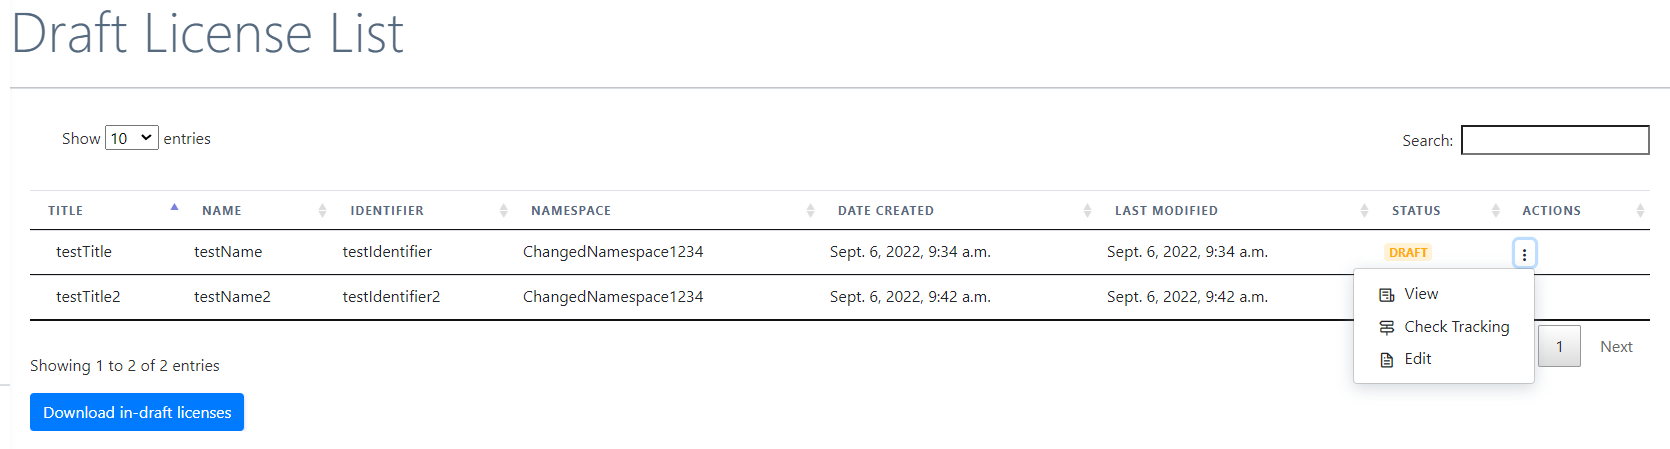 Draft License List
Show 10 entries
Search:
TITLE NAME IDENTIFIER NAMESPACE DATE CREATED LAST MODIFIED STATUS ACTIONS
testTitle testName testIdentifier ChangedNamespace1234 Sept. 6, 2022, 9:34 a.m. Sept. 6, 2022, 9:34 a.m. DRAFT
testTitle2 testName2 testIdentifier2 ChangedNamespace1234 Sept. 6, 2022, 9:42 a.m. Sept. 6, 2022, 9:42 a.m.
View
Check Tracking
Edit
1 Next
Showing 1 to 2 of 2 entries
Download in-draft licenses